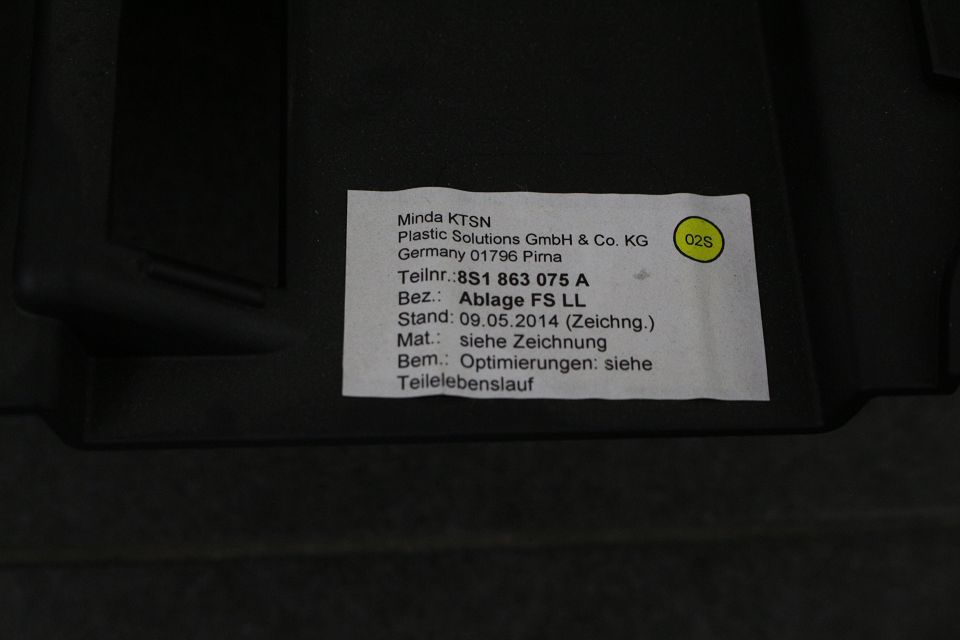 Minda KTSN
Plastic Solutions GmbH & Co. KG
Germany 01796 Pirna
02S
Teilnr.:8S1 863 075 A
Bez.: Ablage FS LL
Stand: 09.05.2014 (Zeichng.)
Mat.: siehe Zeichnung
Bem.: Optimierungen: siehe
Teilelebenslauf